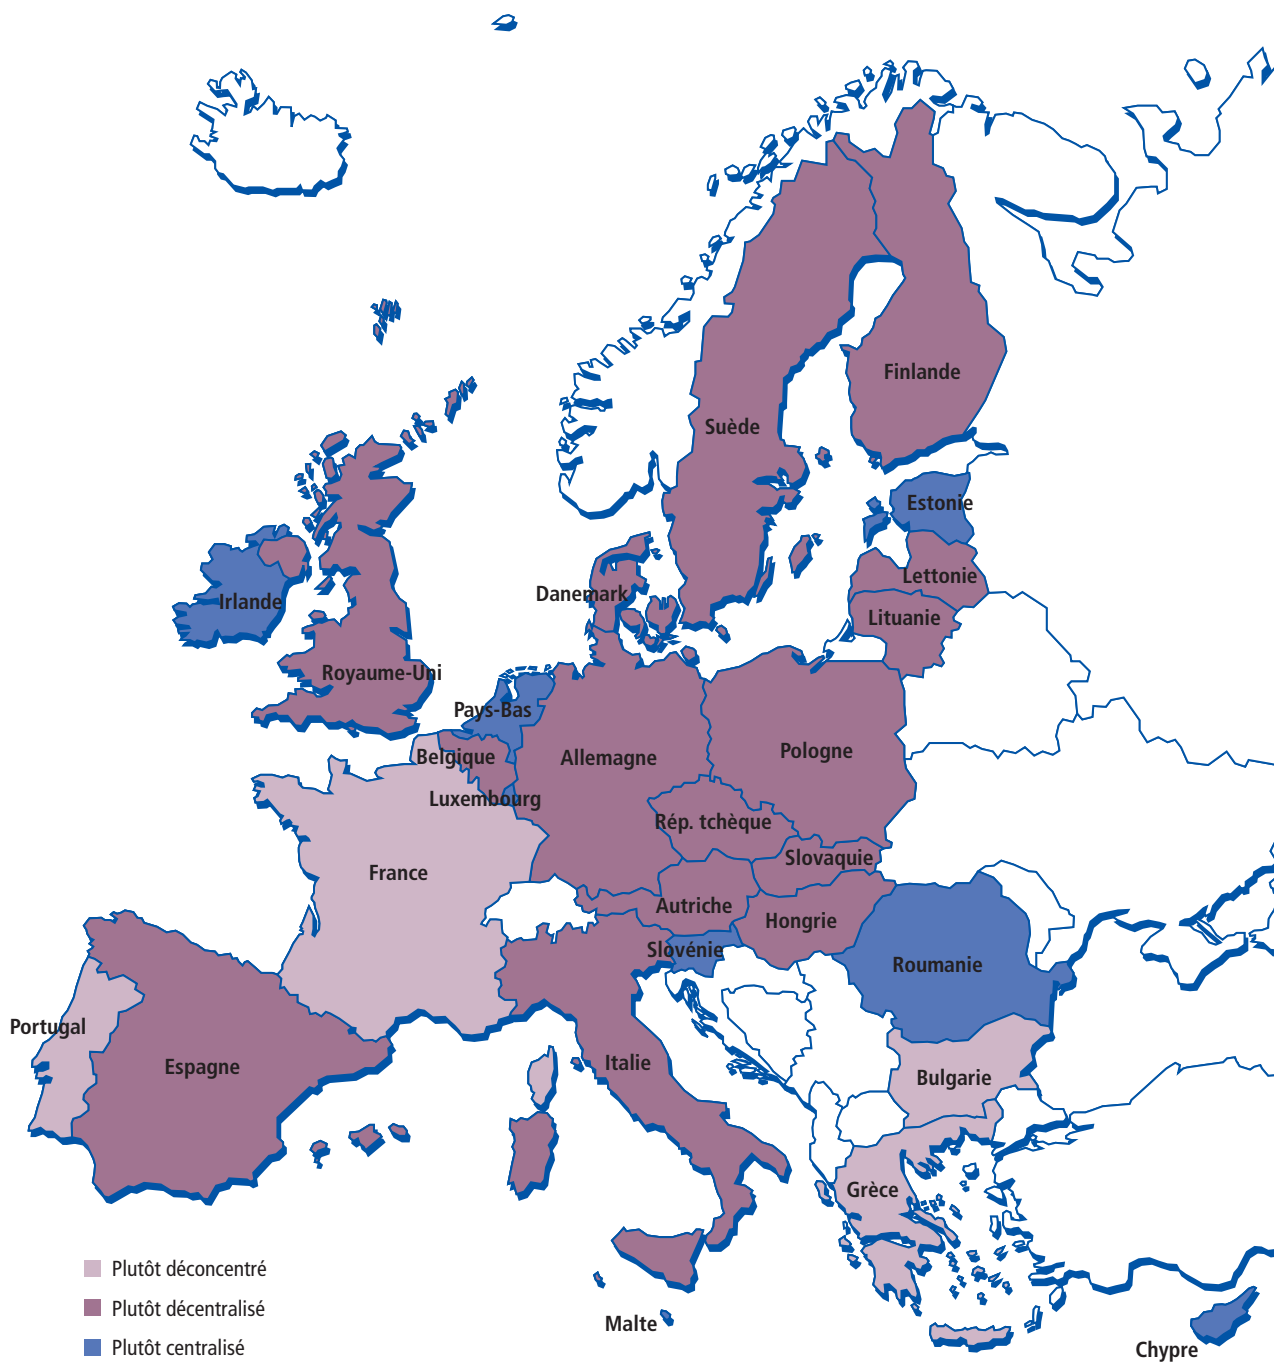 Finlande
Suède
Estonie
Lettonie
Danemark
Irlande
Lituanie
Royaume-Uni
Pays-Bas
Pologne
Belgique
Allemagne
Luxembourg
Rép. tchèque
Slovaquie
France
Autriche
Hongrie
Slovénie
Roumanie
Portugal
Espagne
Italie
Bulgarie
Grèce
Plutôt déconcentré
Plutôt décentralisé
Malte
Plutôt centralisé
Chypre